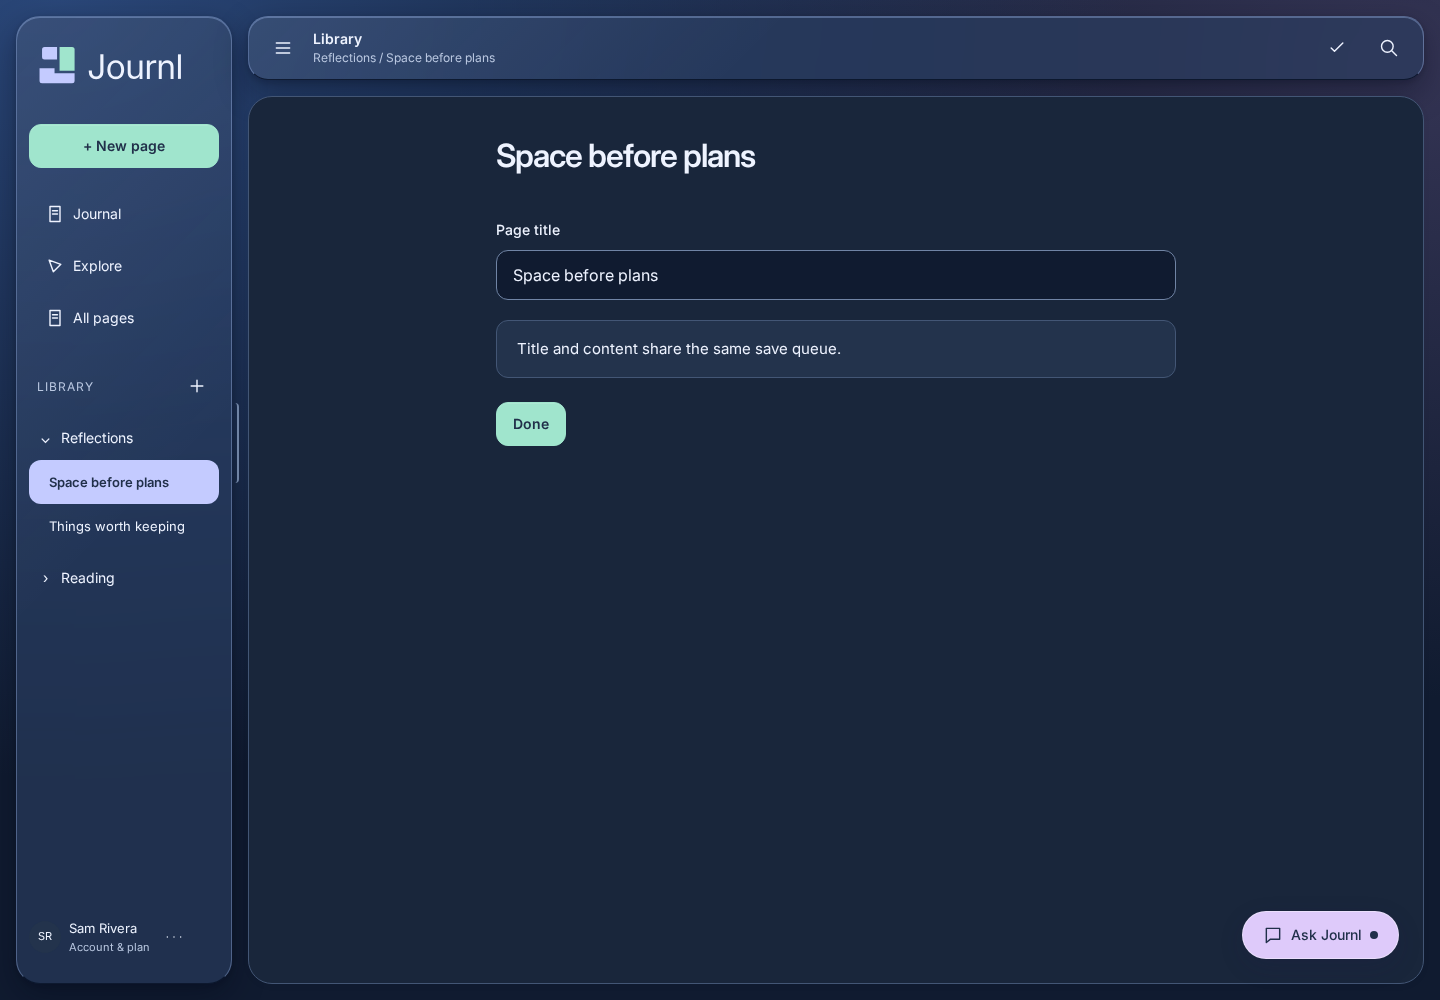 Journl
+ New page
Journal
Explore
All pages
LIBRARY
Reflections
Space before plans
Things worth keeping
Reading
SR
Sam Rivera
Account & plan
Library
Reflections / Space before plans
Space before plans
Page title
Space before plans
Title and content share the same save queue.
Done
Ask Journl